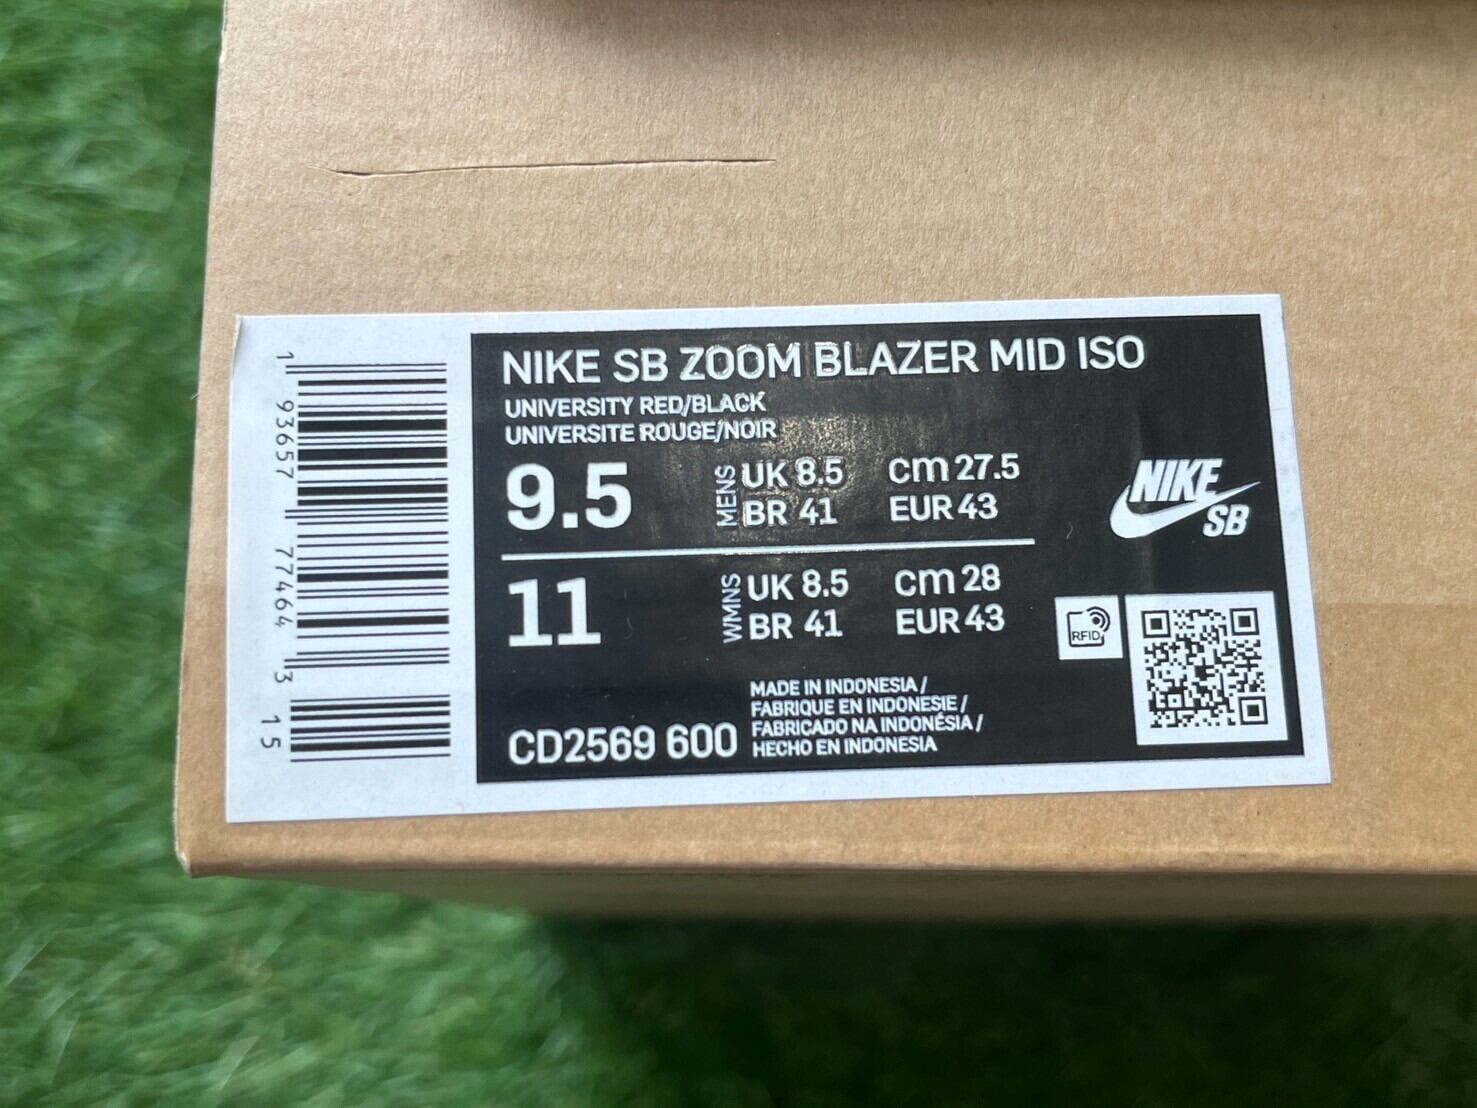 NIKE SB ZOOM BLAZER MID ISO
UNIVERSITY RED/BLACK
UNIVERSITE ROUGE/NOIR
9.5 MENS UK 8.5 cm 27.5
BR 41 EUR 43
11 WMNS UK 8.5 cm 28
BR 41 EUR 43
CD2569 600
MADE IN INDONESIA /
FABRIQUE EN INDONESIE /
FABRICADO NA INDONÉSIA /
HECHO EN INDONESIA
NIKE
SB
RFID
1 93657 77464 3 15